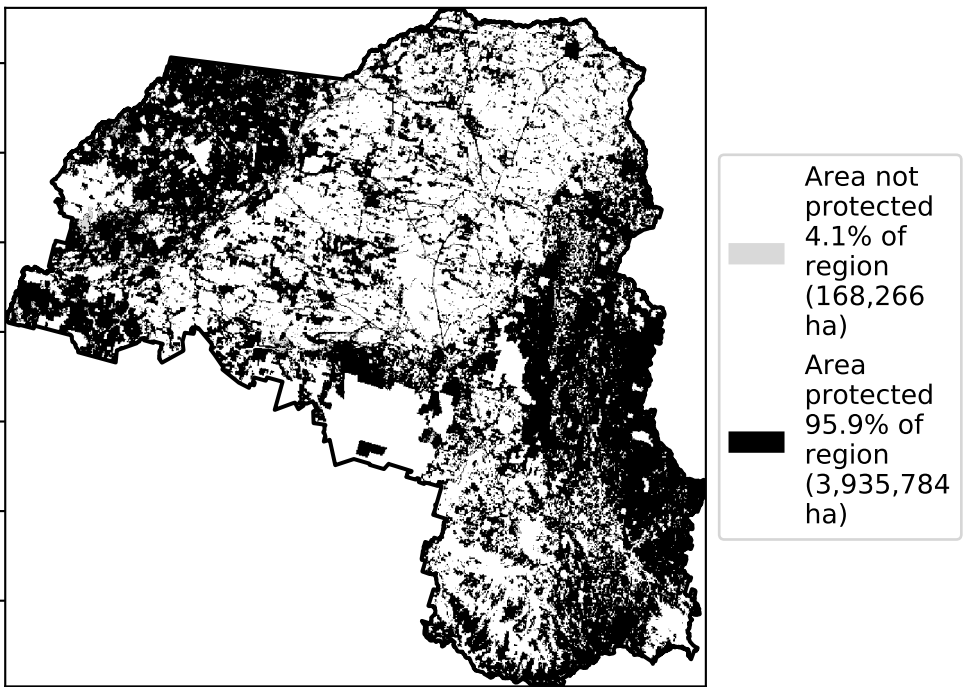 Area not
protected
4.1% of
region
(168,266
ha)
Area
protected
95.9% of
region
(3,935,784
ha)